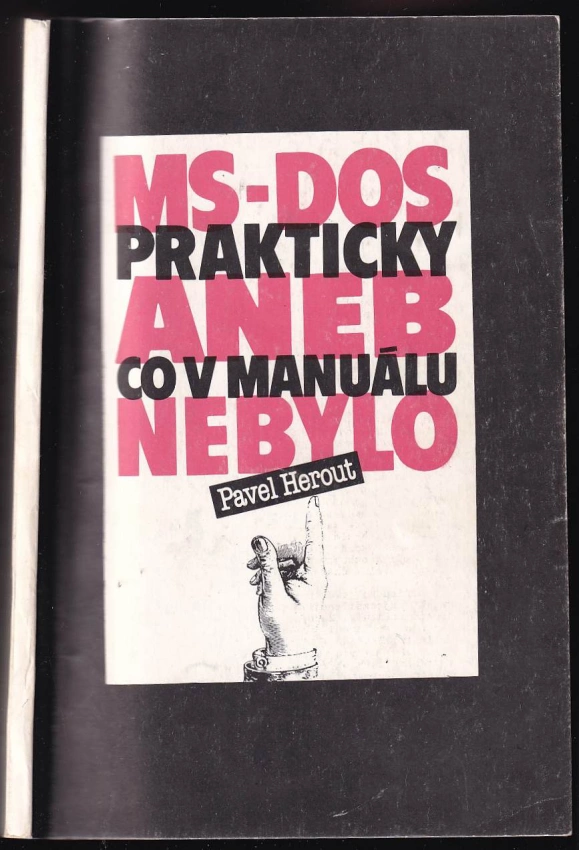 MS-DOS
PRAKTICKY
ANEB
CO V MANUÁLU
NEBYLO
Pavel Herout